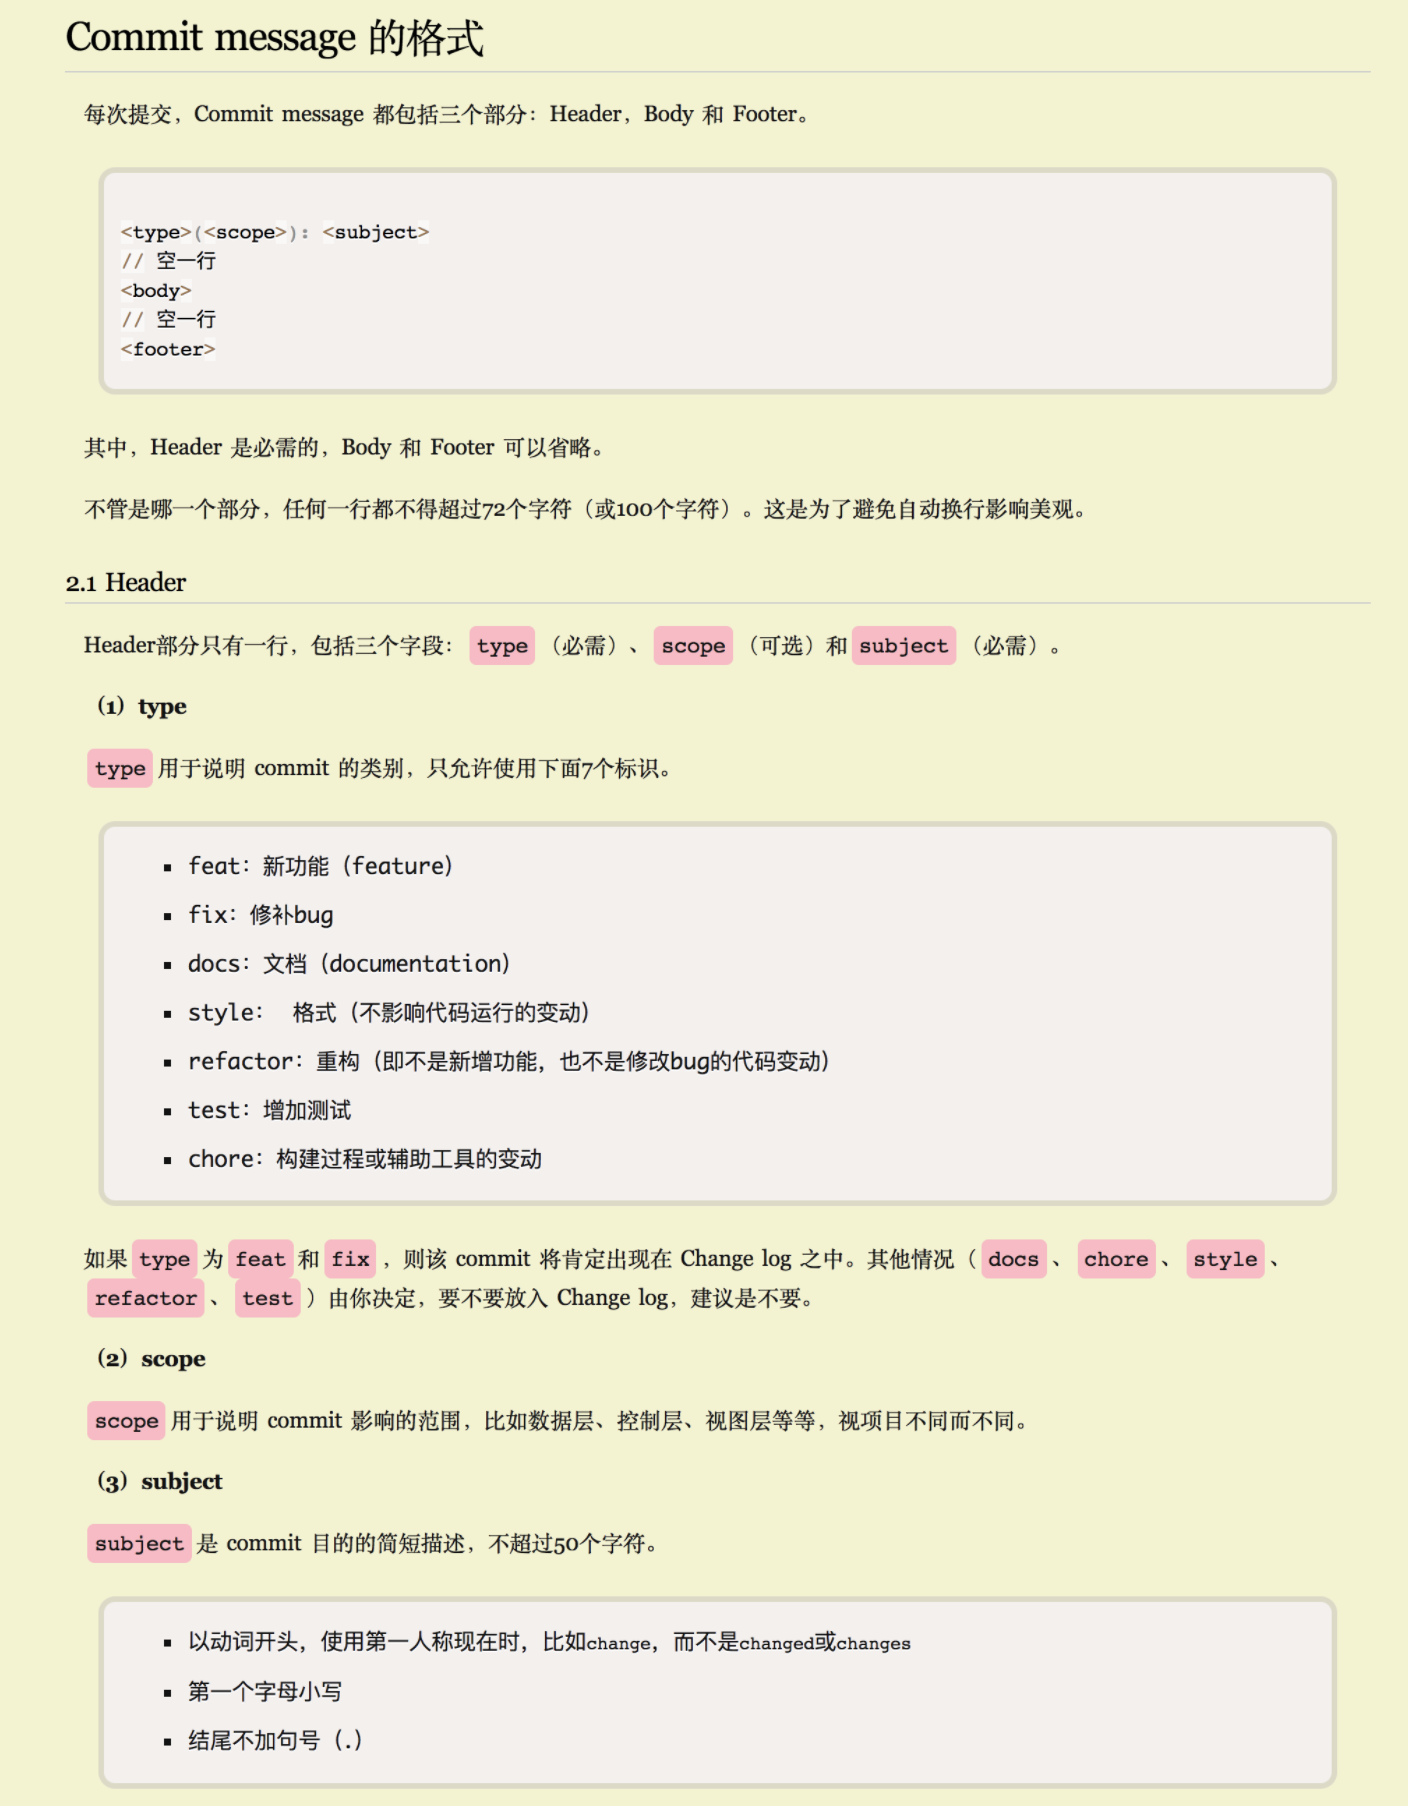 Commit message 的格式
每次提交，Commit message 都包括三个部分：Header，Body 和 Footer。
<type>(<scope>): <subject>
// 空一行
<body>
// 空一行
<footer>
其中，Header 是必需的，Body 和 Footer 可以省略。
不管是哪一个部分，任何一行都不得超过72个字符（或100个字符）。这是为了避免自动换行影响美观。
2.1 Header
Header部分只有一行，包括三个字段： type （必需）、 scope （可选）和 subject （必需）。
（1）type
type 用于说明 commit 的类别，只允许使用下面7个标识。
▪ feat：新功能（feature）
▪ fix：修补bug
▪ docs：文档（documentation）
▪ style： 格式（不影响代码运行的变动）
▪ refactor：重构（即不是新增功能，也不是修改bug的代码变动）
▪ test：增加测试
▪ chore：构建过程或辅助工具的变动
如果 type 为 feat 和 fix ，则该 commit 将肯定出现在 Change log 之中。其他情况（ docs 、 chore 、 style 、
refactor 、 test ）由你决定，要不要放入 Change log，建议是不要。
（2）scope
scope 用于说明 commit 影响的范围，比如数据层、控制层、视图层等等，视项目不同而不同。
（3）subject
subject 是 commit 目的的简短描述，不超过50个字符。
▪ 以动词开头，使用第一人称现在时，比如change，而不是changed或changes
▪ 第一个字母小写
▪ 结尾不加句号（.）